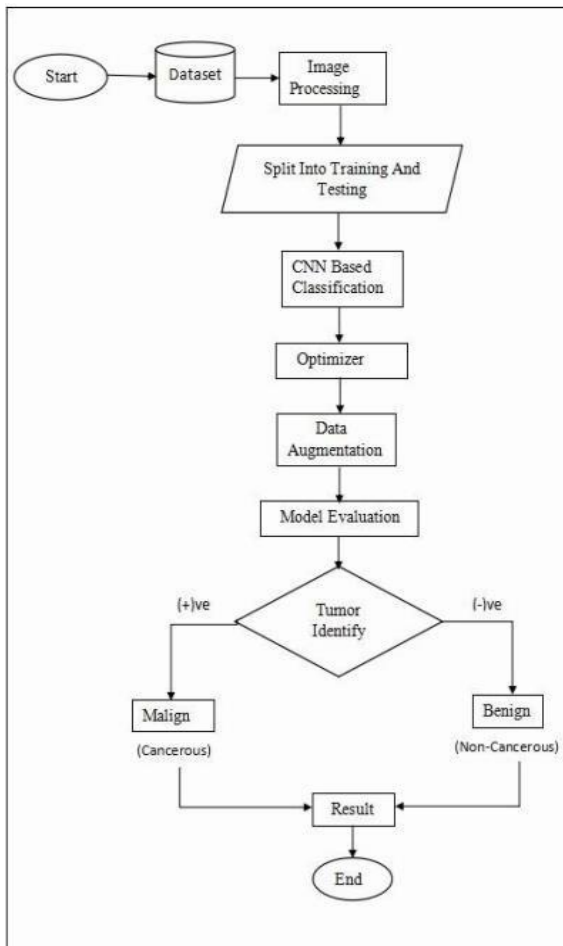 Start
Dataset
Image
Processing
Split Into Training And
Testing
CNN Based
Classification
Optimizer
Data
Augmentation
Model Evaluation
(+)ve
(-)ve
Tumor
Identify
Malign
Benign
(Cancerous)
(Non-Cancerous)
Result
End